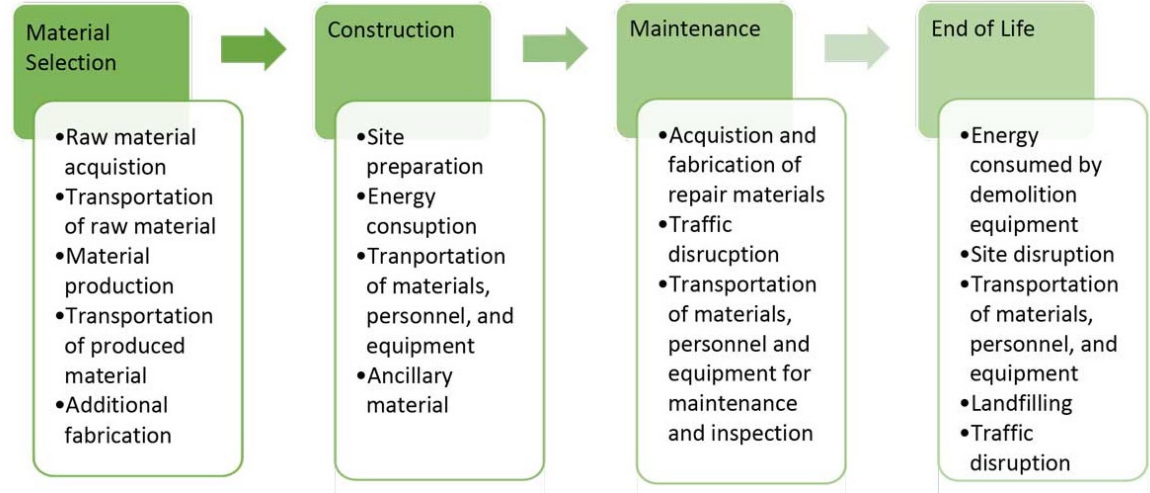 Material
Selection
•Raw material
acquistion
•Transportation
of raw material
•Material
production
•Transportation
of produced
material
•Additional
fabrication
Construction
•Site
preparation
•Energy
consuption
•Tranportation
of materials,
personnel, and
equipment
•Ancillary
material
Maintenance
•Acquistion and
fabrication of
repair materials
•Traffic
disrucption
•Transportation
of materials,
personnel and
equipment for
maintenance
and inspection
End of Life
•Energy
consumed by
demolition
equipment
•Site disruption
•Transportation
of materials,
personnel, and
equipment
•Landfilling
•Traffic
disruption